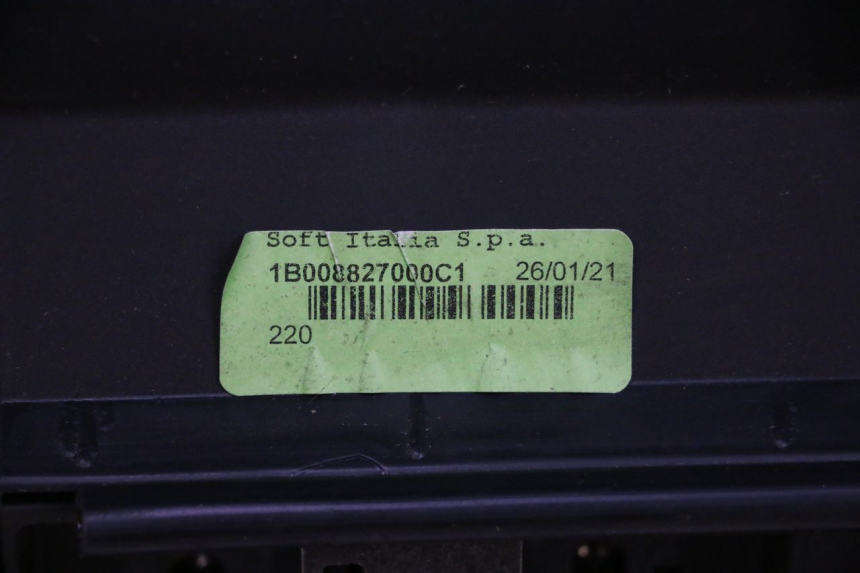 Soft Italia S.p.a.
1B008827000C1 26/01/21
220